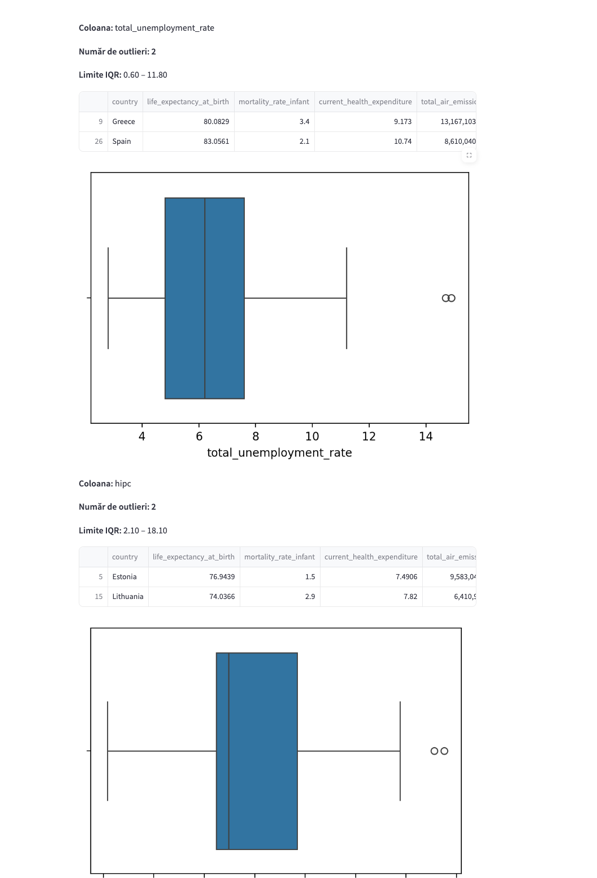 Coloana: total_unemployment_rate
Număr de outlieri: 2
Limite IQR: 0.60 – 11.80
country life_expectancy_at_birth mortality_rate_infant current_health_expenditure total_air_emissic
9 Greece 80.0829 3.4 9.173 13,167,103
26 Spain 83.0561 2.1 10.74 8,610,040
4 6 8 10 12 14
total_unemployment_rate
Coloana: hipc
Număr de outlieri: 2
Limite IQR: 2.10 – 18.10
country life_expectancy_at_birth mortality_rate_infant current_health_expenditure total_air_emiss
5 Estonia 76.9439 1.5 7.4906 9,583,04
15 Lithuania 74.0366 2.9 7.82 6,410,9